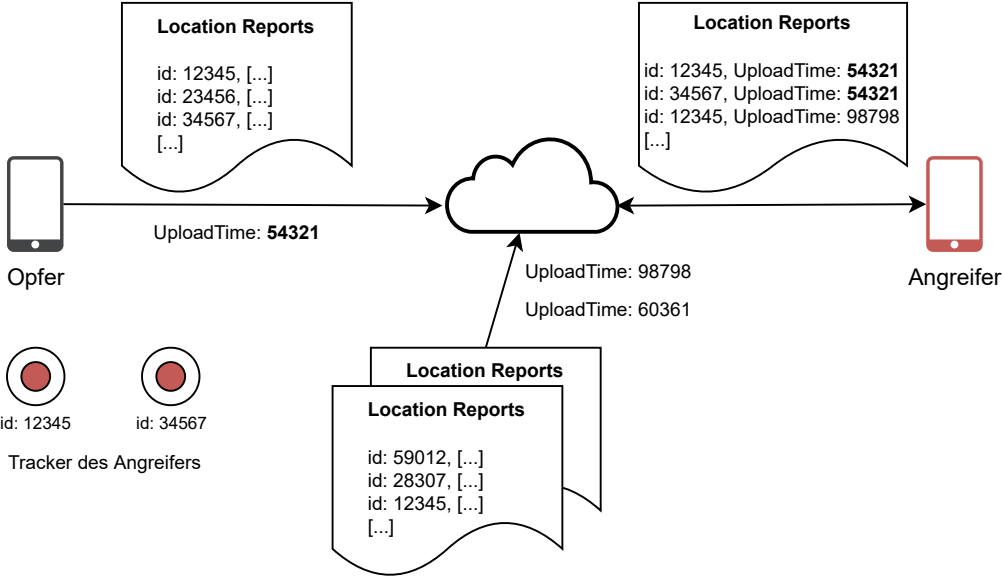 Location Reports
id: 12345, [...]
id: 23456, [...]
id: 34567, [...]
[...]
Location Reports
id: 12345, UploadTime: 54321
id: 34567, UploadTime: 54321
id: 12345, UploadTime: 98798
[...]
UploadTime: 54321
Opfer
Angreifer
UploadTime: 98798
UploadTime: 60361
id: 12345
id: 34567
Tracker des Angreifers
Location Reports
Location Reports
id: 59012, [...]
id: 28307, [...]
id: 12345, [...]
[...]